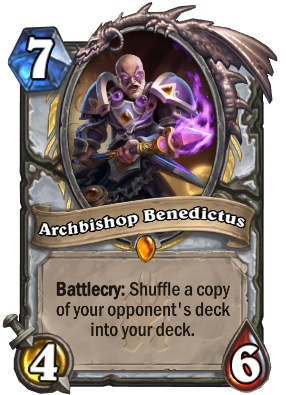 7
Archbishop Benedictus
Battlecry: Shuffle a copy
of your opponent's deck
into your deck.
4
6